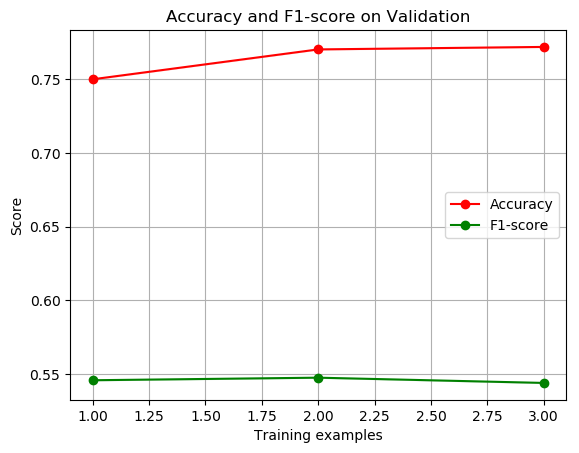 Accuracy and F1-score on Validation
Score
0.75
0.70
0.65
0.60
0.55
Accuracy
F1-score
1.00 1.25 1.50 1.75 2.00 2.25 2.50 2.75 3.00
Training examples